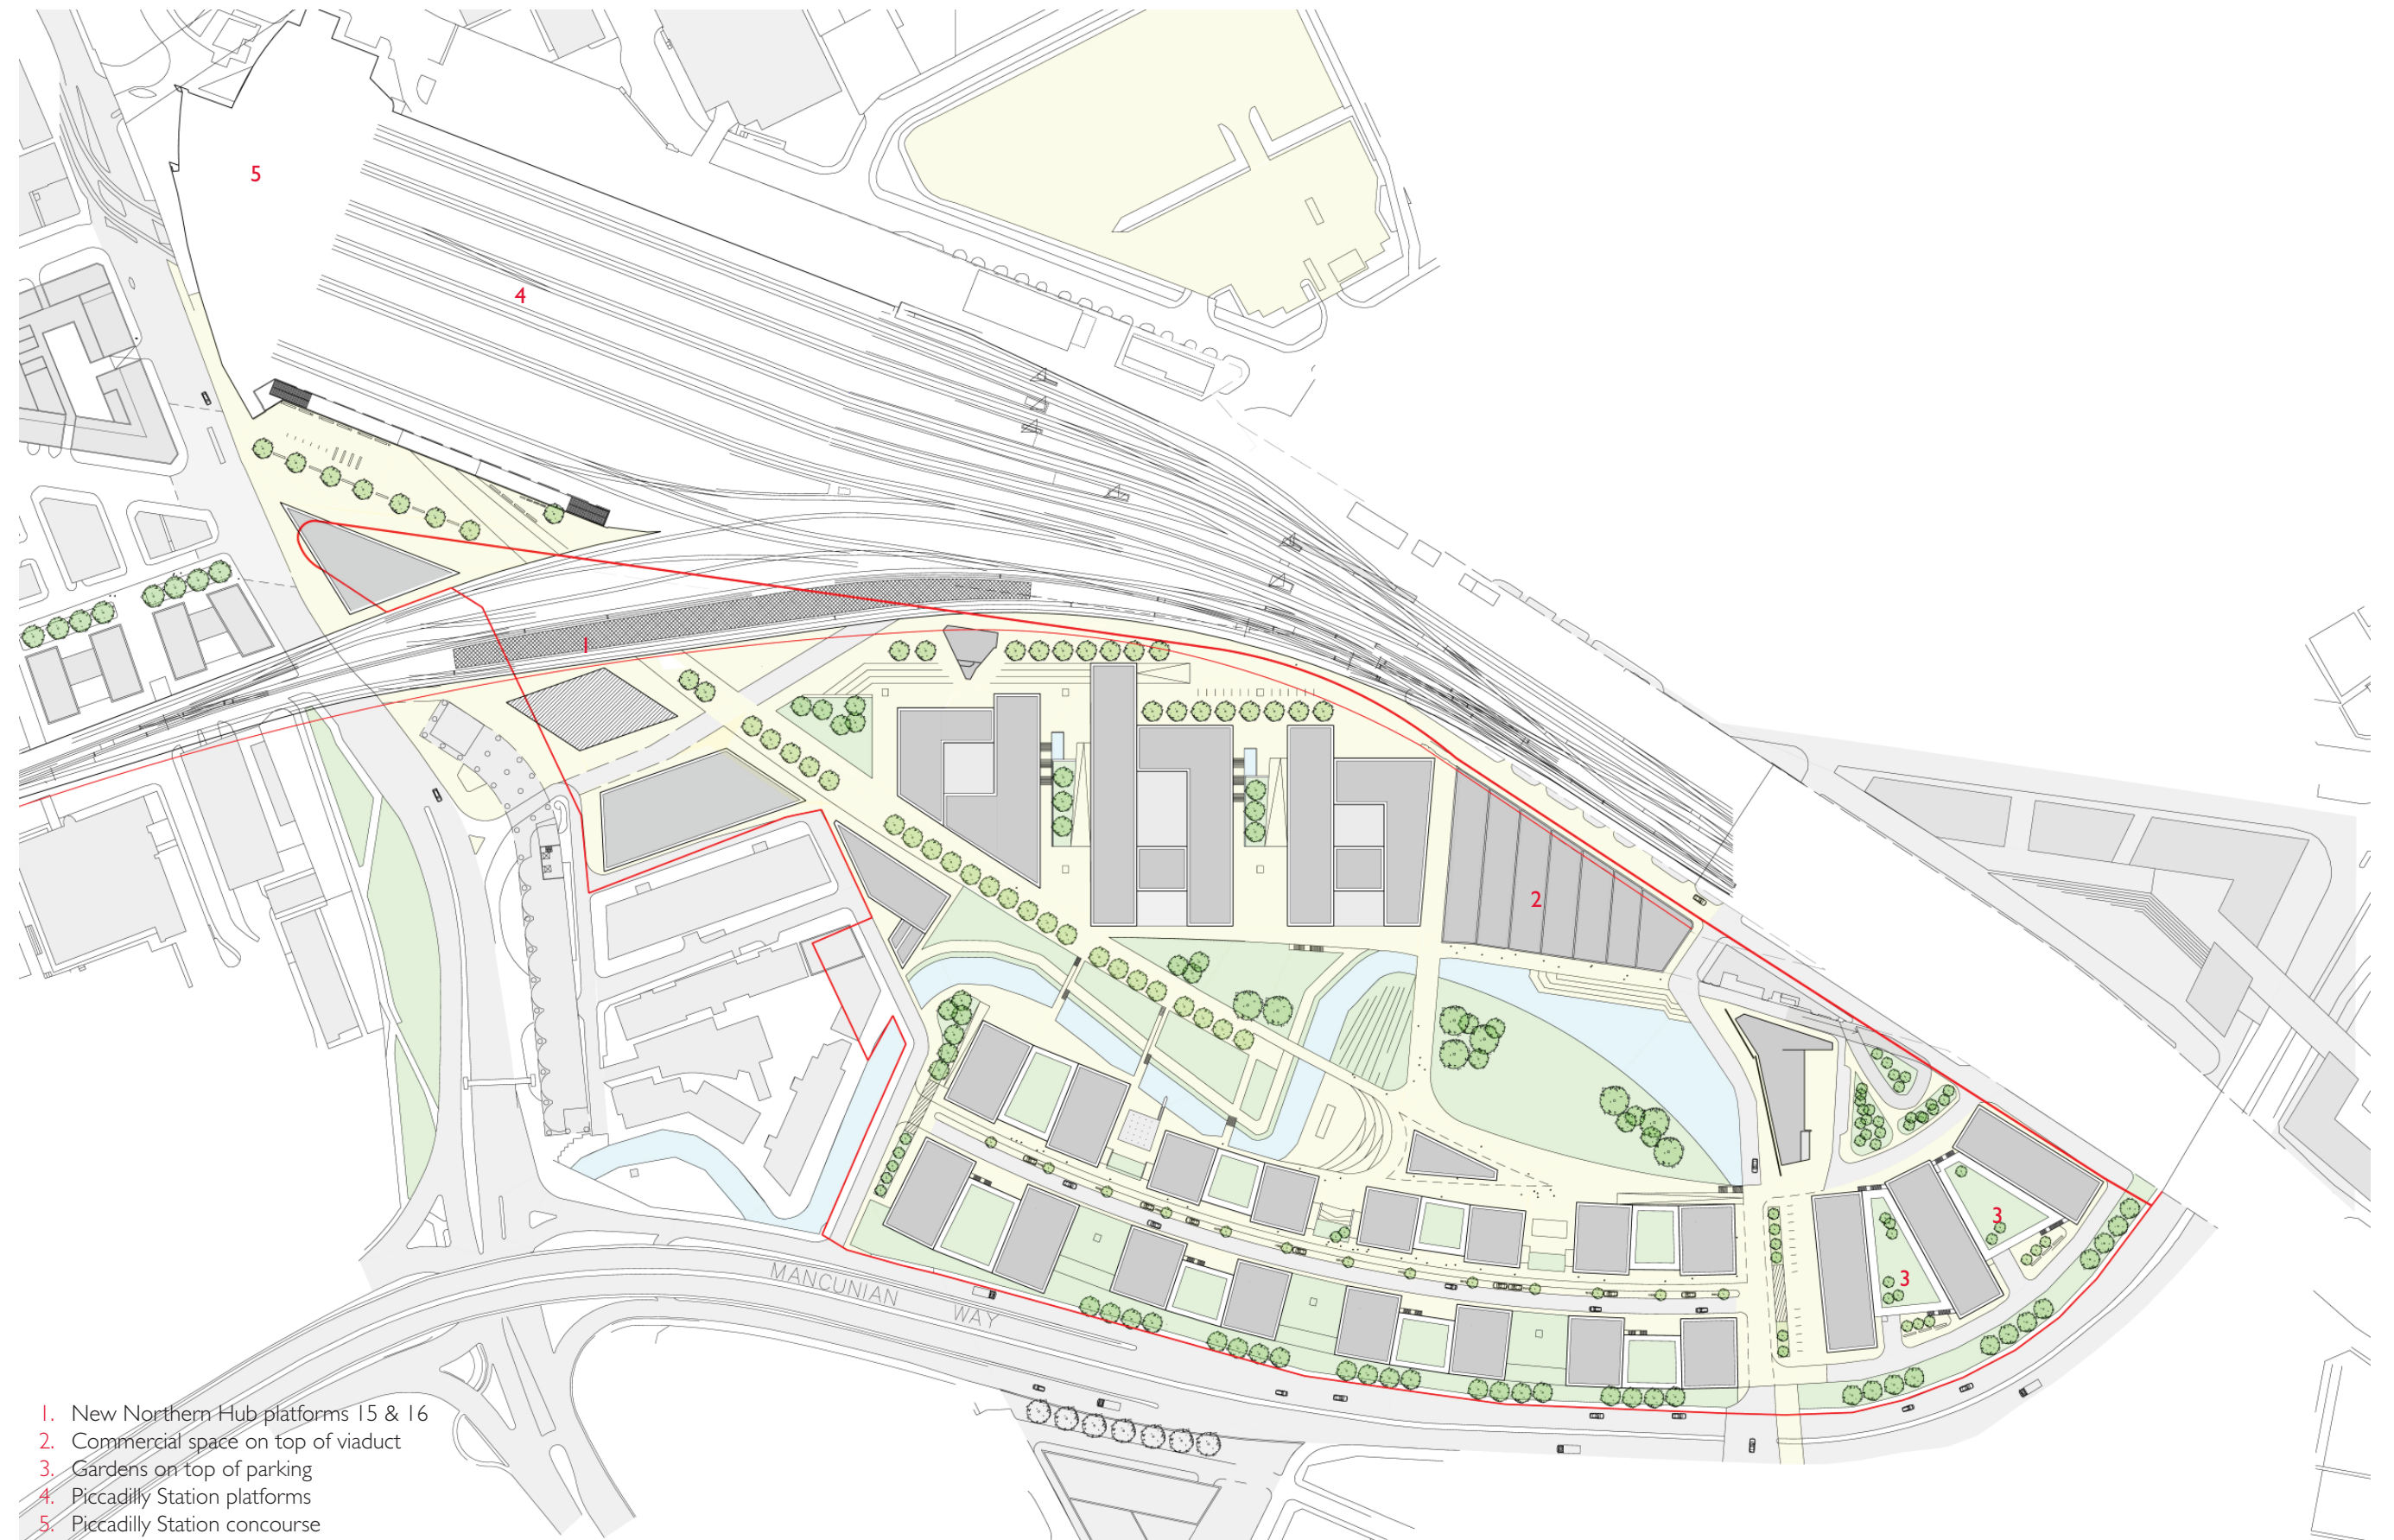 5
4
1
2
3
3
MANCUNIAN
WAY
1. New Northern Hub platforms 15 & 16
2. Commercial space on top of viaduct
3. Gardens on top of parking
4. Piccadilly Station platforms
5. Piccadilly Station concourse